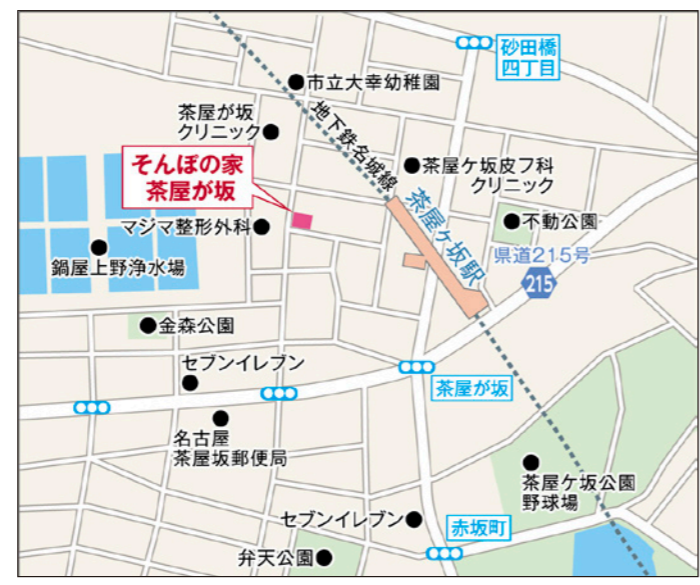 砂田橋
四丁目
市立大幸幼稚園
茶屋が坂
クリニック
地下鉄名城線
そんぽの家
茶屋が坂
茶屋ケ坂皮フ科
クリニック
茶屋ヶ坂駅
マジマ整形外科
不動公園
県道215号
215
鍋屋上野浄水場
金森公園
セブンイレブン
茶屋が坂
名古屋
茶屋坂郵便局
茶屋ケ坂公園
野球場
セブンイレブン
赤坂町
弁天公園